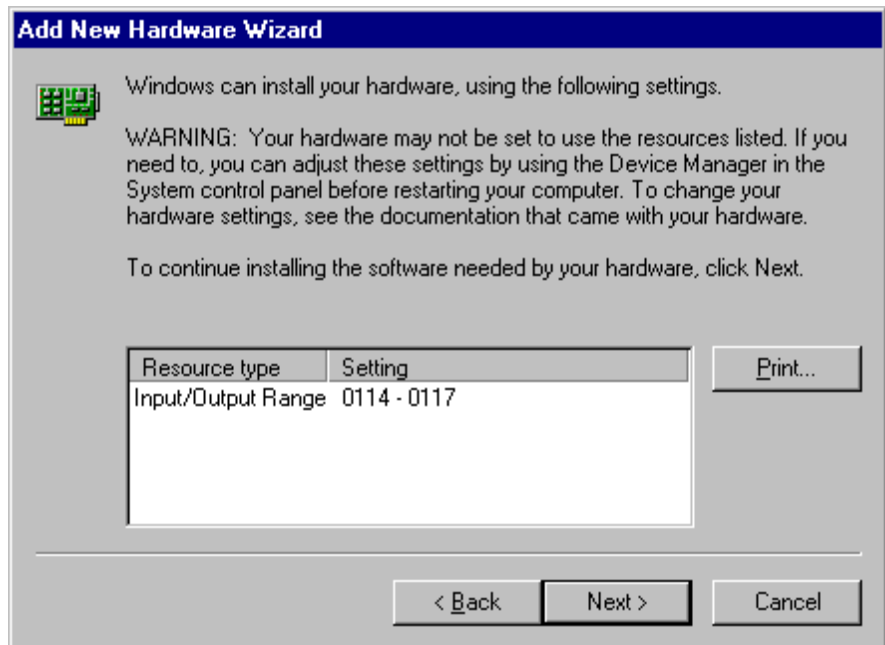 Add New Hardware Wizard
Windows can install your hardware, using the following settings.
WARNING:  Your hardware may not be set to use the resources listed. If you
need to, you can adjust these settings by using the Device Manager in the
System control panel before restarting your computer. To change your
hardware settings, see the documentation that came with your hardware.
To continue installing the software needed by your hardware, click Next.
Resource type Setting
Input/Output Range 0114 - 0117
Print...
< Back Next > Cancel